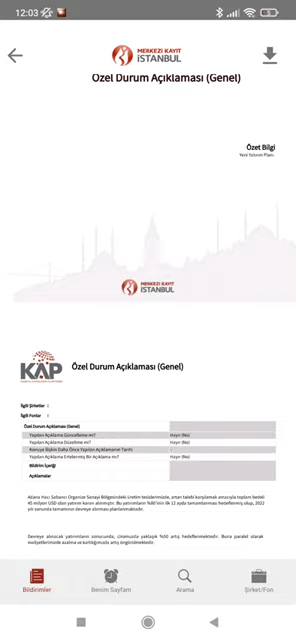 12:03
MERKEZİ KAYIT
İSTANBUL
Özel Durum Açıklaması (Genel)
Özet Bilgi
Yeni Yatırım Planı.
MERKEZİ KAYIT
İSTANBUL
KAP
KAMUYU AYDINLATMA PLATFORMU
Özel Durum Açıklaması (Genel)
İlgili Şirketler :
İlgili Fonlar :
Özel Durum Açıklaması (Genel)
Yapılan Açıklama Güncelleme mi? Hayır (No)
Yapılan Açıklama Düzeltme mi? Hayır (No)
Konuya İlişkin Daha Önce Yapılan Açıklamanın Tarihi -
Yapılan Açıklama Ertelenmiş Bir Açıklama mı? Hayır (No)
Bildirim İçeriği
Açıklamalar
Adana Hacı Sabancı Organize Sanayi Bölgesindeki üretim tesislerimizde, artan talebi karşılamak amacıyla toplam bedeli
45 milyon USD olan yatırım kararı alınmıştır. Bu yatırımların %80'inin ilk 12 ayda tamamlanması hedeflenmiş olup, 2022
yılı sonunda tamamının devreye alınması planlanmaktadır.
Devreye alınacak yatırımların sonucunda, ciromuzda yaklaşık %50 artış hedeflenmektedir. Buna paralel olarak
maliyetlerimizde azalma ve karlılığımızda artış öngörülmektedir.
Bildirimler
Benim Sayfam
Arama
Şirket/Fon